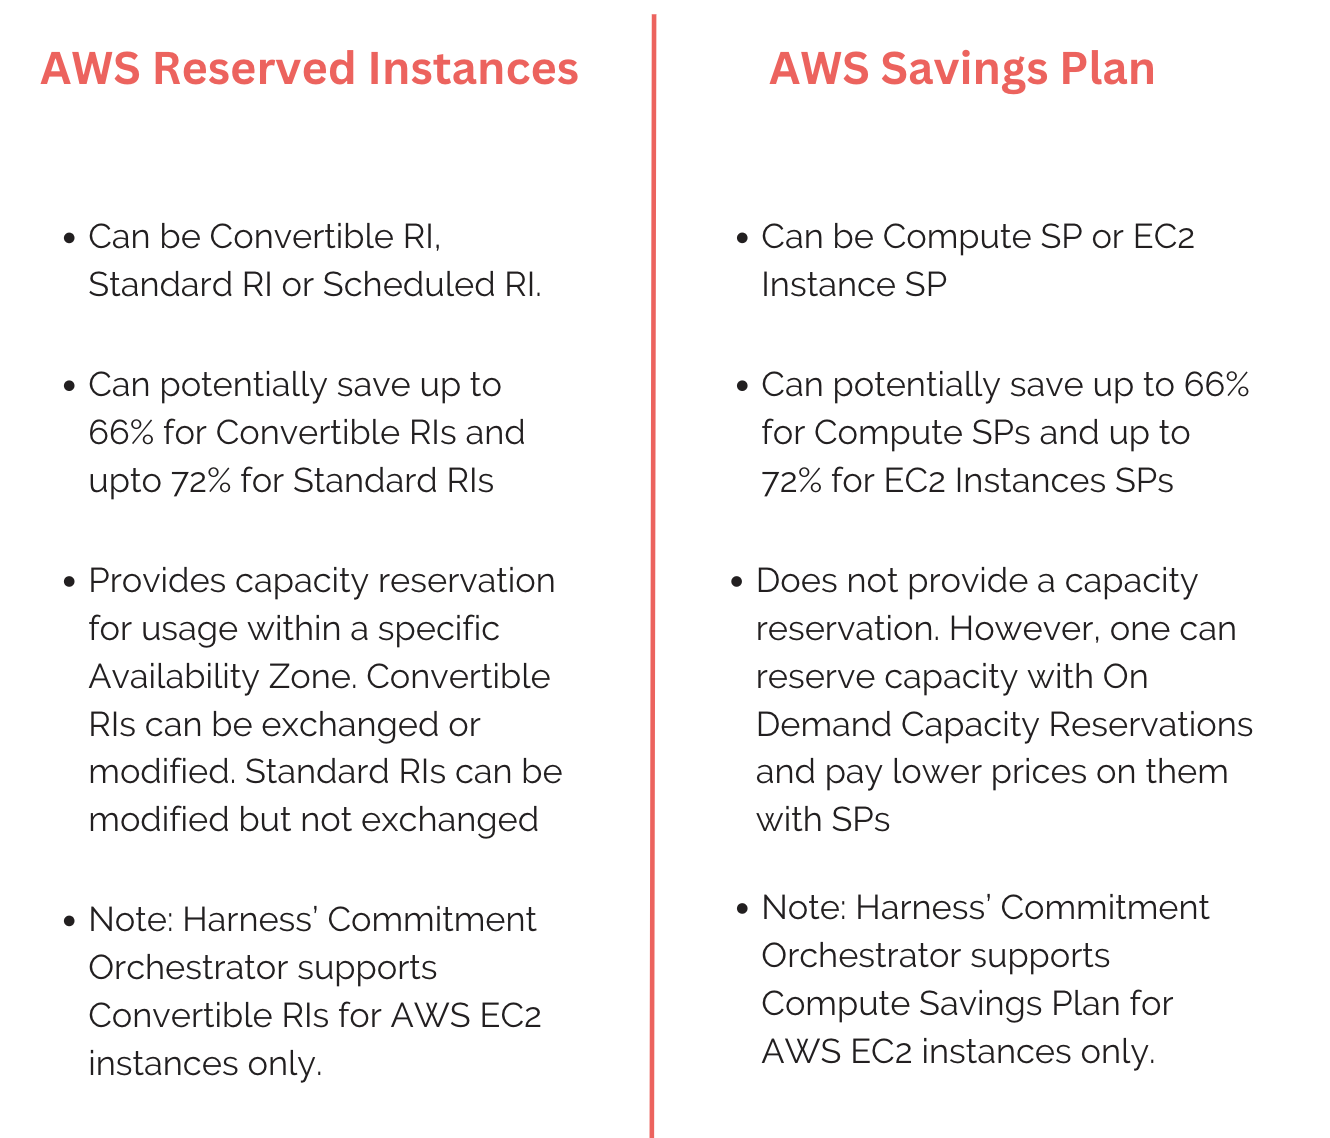 AWS Reserved Instances
• Can be Convertible RI,
Standard RI or Scheduled RI.
• Can potentially save up to
66% for Convertible RIs and
upto 72% for Standard RIs
• Provides capacity reservation
for usage within a specific
Availability Zone. Convertible
RIs can be exchanged or
modified. Standard RIs can be
modified but not exchanged
• Note: Harness’ Commitment
Orchestrator supports
Convertible RIs for AWS EC2
instances only.
AWS Savings Plan
• Can be Compute SP or EC2
Instance SP
• Can potentially save up to 66%
for Compute SPs and up to
72% for EC2 Instances SPs
• Does not provide a capacity
reservation. However, one can
reserve capacity with On
Demand Capacity Reservations
and pay lower prices on them
with SPs
• Note: Harness’ Commitment
Orchestrator supports
Compute Savings Plan for
AWS EC2 instances only.